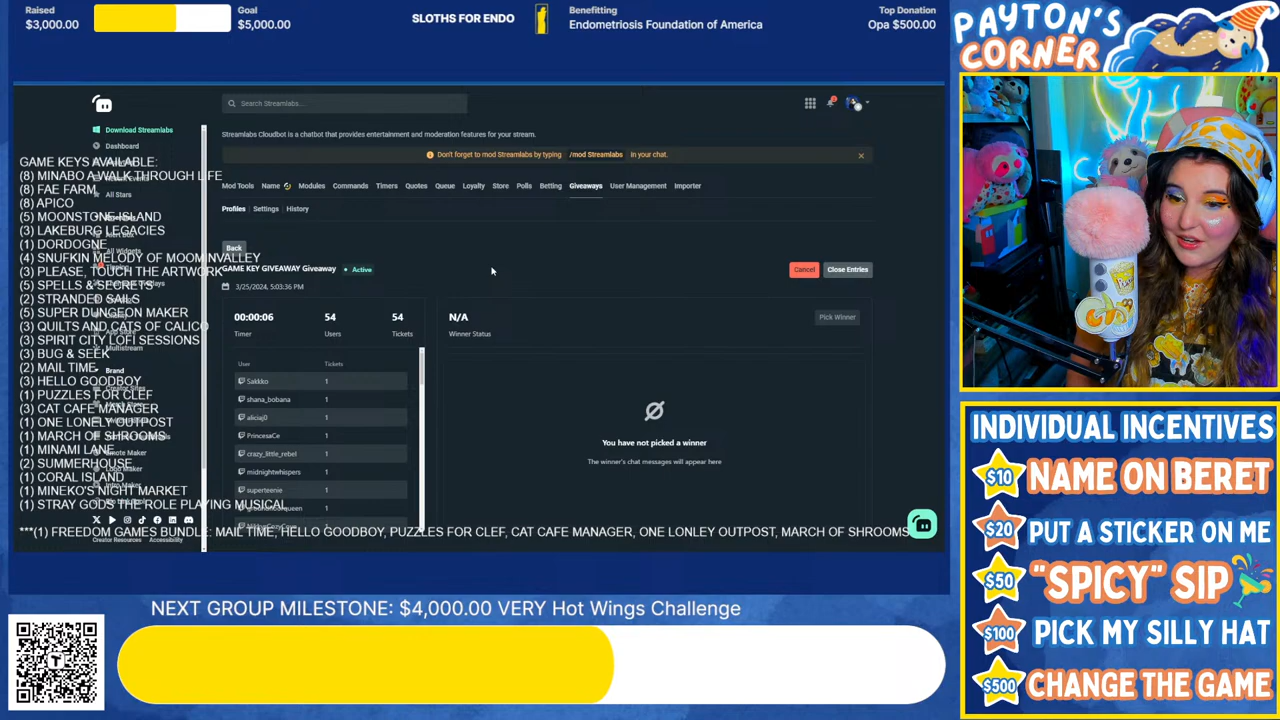 Raised
$3,000.00
Goal
$5,000.00
SLOTHS FOR ENDO
Benefitting
Endometriosis Foundation of America
Top Donation
Opa $500.00
PAYTON'S
CORNER
Search Streamlabs...
Download Streamlabs
Dashboard
All Stars
Streamlabs Cloudbot is a chatbot that provides entertainment and moderation features for your stream.
Don't forget to mod Streamlabs by typing /mod Streamlabs In your chat.
Mod Tools Name Modules Commands Timers Quotes Queue Loyalty Store Polls Betting Giveaways User Management Importer
Profiles Settings History
Back
GAME KEY GIVEAWAY Giveaway
Active
3/25/2024, 5:03:36 PM
Cancel
Close Entries
00:00:06
Timer
54
Users
54
Tickets
N/A
Winner Status
Pick Winner
User Tickets
Sakkko 1
shana_bobana 1
aliciaj0 1
PrincesaCe 1
crazy_little_rebel 1
midnightwhispers 1
superteenie 1
1
You have not picked a winner
The winner's chat messages will appear here
GAME KEYS AVAILABLE:
(8) MINABO A WALK THROUGH LIFE
(8) FAE FARM
(8) APICO
(5) MOONSTONE ISLAND
(3) LAKEBURG LEGACIES
(1) DORDOGNE
(4) SNUFKIN MELODY OF MOOMINVALLEY
(3) PLEASE, TOUCH THE ARTWORK
(5) SPELLS & SECRETS
(2) STRANDED SAILS
(5) SUPER DUNGEON MAKER
(3) QUILTS AND CATS OF CALICO
(3) SPIRIT CITY LOFI SESSIONS
(3) BUG & SEEK
(2) MAIL TIME
(3) HELLO GOODBOY
(1) PUZZLES FOR CLEF
(3) CAT CAFE MANAGER
(1) ONE LONELY OUTPOST
(1) MARCH OF SHROOMS
(1) MINAMI LANE
(2) SUMMERHOUSE
(1) CORAL ISLAND
(1) MINEKO'S NIGHT MARKET
(1) STRAY GODS THE ROLE PLAYING MUSICAL
Multistream
Brand
Creator Resources Accessibility
***(1) FREEDOM GAMES BUNDLE: MAIL TIME, HELLO GOODBOY, PUZZLES FOR CLEF, CAT CAFE MANAGER, ONE LONLEY OUTPOST, MARCH OF SHROOMS
INDIVIDUAL INCENTIVES
$10 NAME ON BERET
$20 PUT A STICKER ON ME
$50 "SPICY" SIP
$100 PICK MY SILLY HAT
$500 CHANGE THE GAME
NEXT GROUP MILESTONE: $4,000.00 VERY Hot Wings Challenge